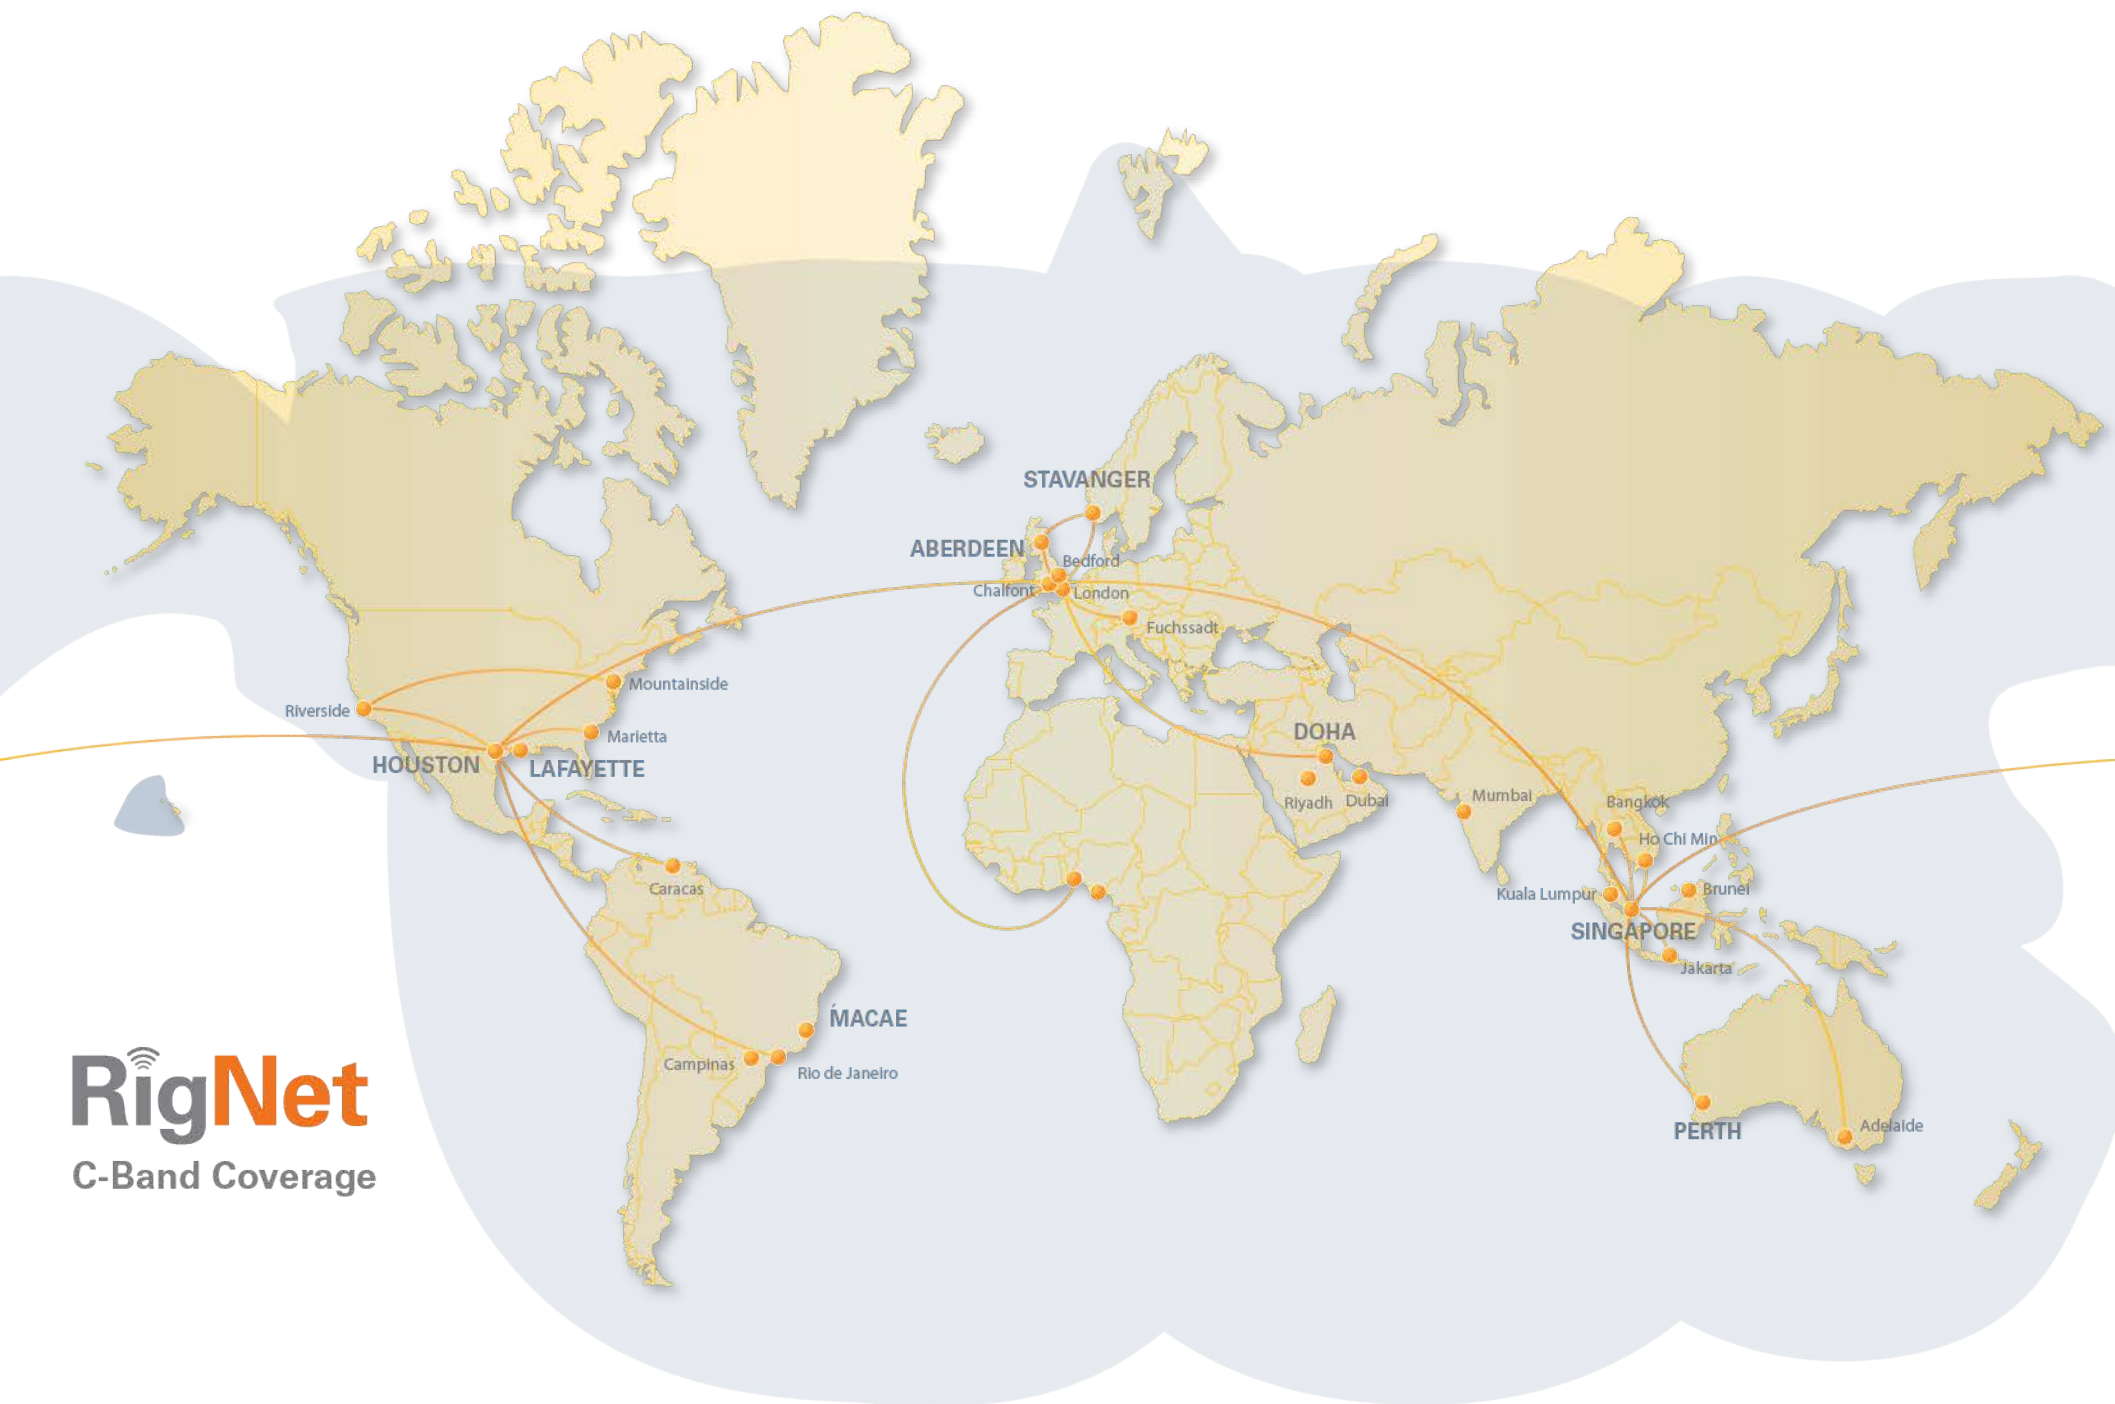 STAVANGER
ABERDEEN
Bedford
Chalfont
London
Fuchssadt
Mountainside
Riverside
Marietta
HOUSTON
LAFAYETTE
DOHA
Riyadh
Dubai
Mumbai
Bangkok
Ho Chi Min
Kuala Lumpur
Brunei
SINGAPORE
Jakarta
Caracas
ḾACAE
Campinas
Rio de Janeiro
PERTH
Adelaide
RigNet
C-Band Coverage